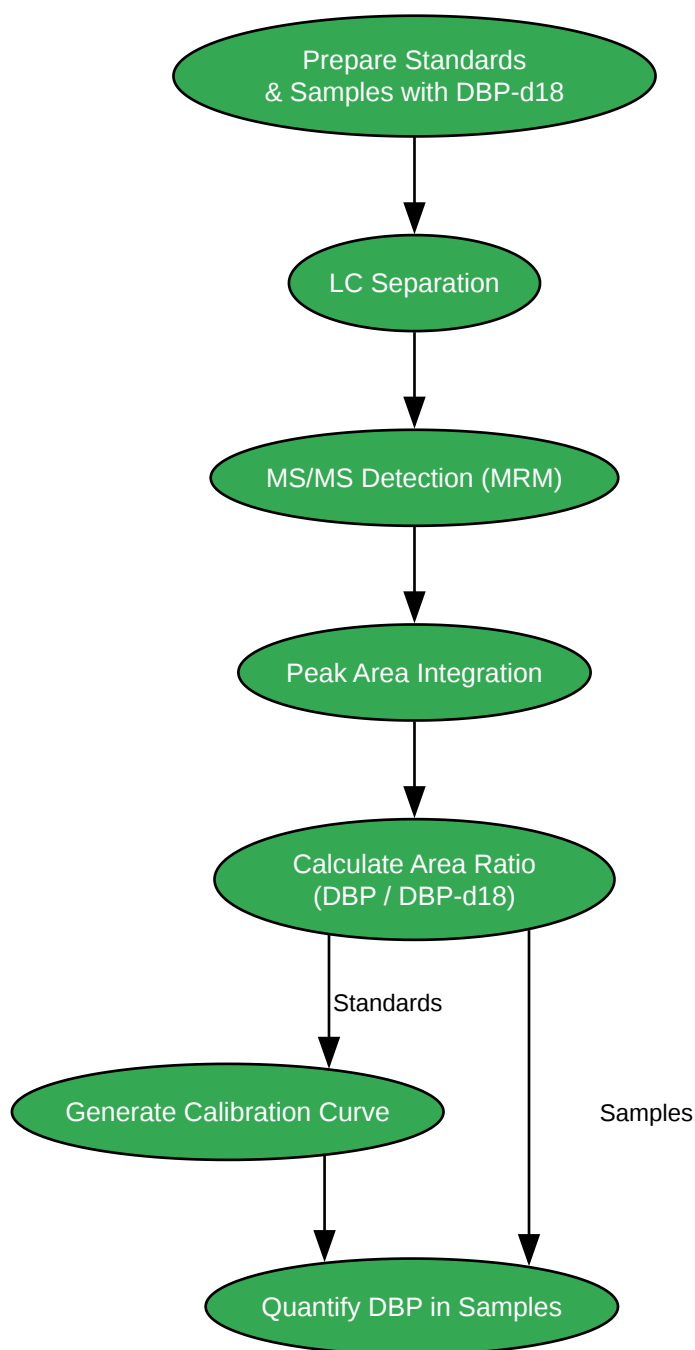 Prepare Standards
& Samples with DBP-d18
LC Separation
MS/MS Detection (MRM)
Peak Area Integration
Calculate Area Ratio
(DBP / DBP-d18)
Standards
Generate Calibration Curve
Samples
Quantify DBP in Samples